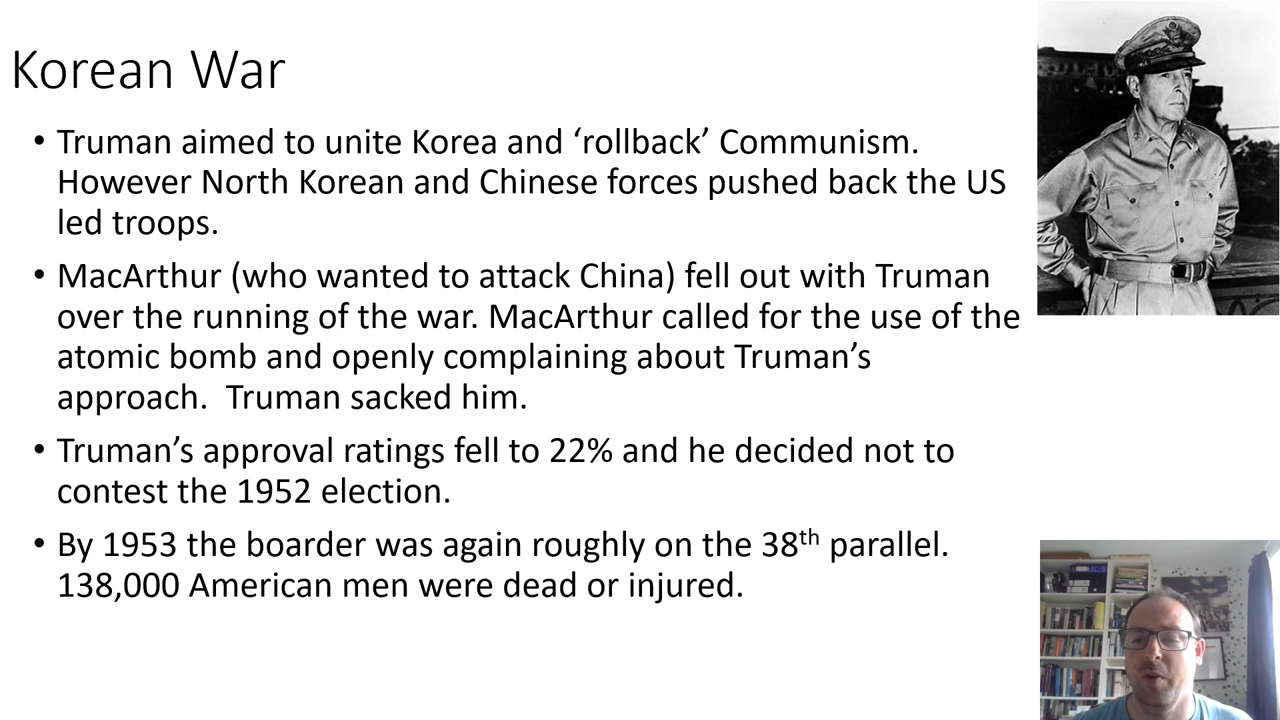 Korean War
• Truman aimed to unite Korea and ‘rollback’ Communism.
However North Korean and Chinese forces pushed back the US
led troops.
• MacArthur (who wanted to attack China) fell out with Truman
over the running of the war. MacArthur called for the use of the
atomic bomb and openly complaining about Truman’s
approach.  Truman sacked him.
• Truman’s approval ratings fell to 22% and he decided not to
contest the 1952 election.
• By 1953 the boarder was again roughly on the 38th parallel.
138,000 American men were dead or injured.